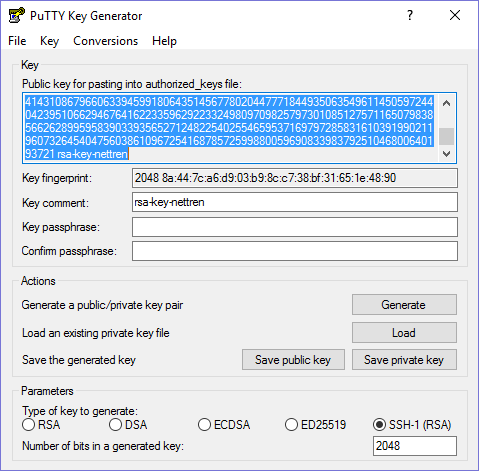 PuTTY Key Generator
File Key Conversions Help
Key
Public key for pasting into authorized_keys file:
41431086796606339459918064351456778020447771844935063549611450597244
04239510662946764162233596292233249809709825797301085127571165079838
56626289959583903393565271248225402554659537169797285831610391990211
96073264540475603861096725416878572599880059690833983792510468006401
93721 rsa-key-nettren
Key fingerprint: 2048 8a:44:7c:a6:d9:03:b9:8c:c7:38:bf:31:65:1e:48:90
Key comment: rsa-key-nettren
Key passphrase:
Confirm passphrase:
Actions
Generate a public/private key pair Generate
Load an existing private key file Load
Save the generated key Save public key Save private key
Parameters
Type of key to generate:
RSA DSA ECDSA ED25519 SSH-1 (RSA)
Number of bits in a generated key: 2048